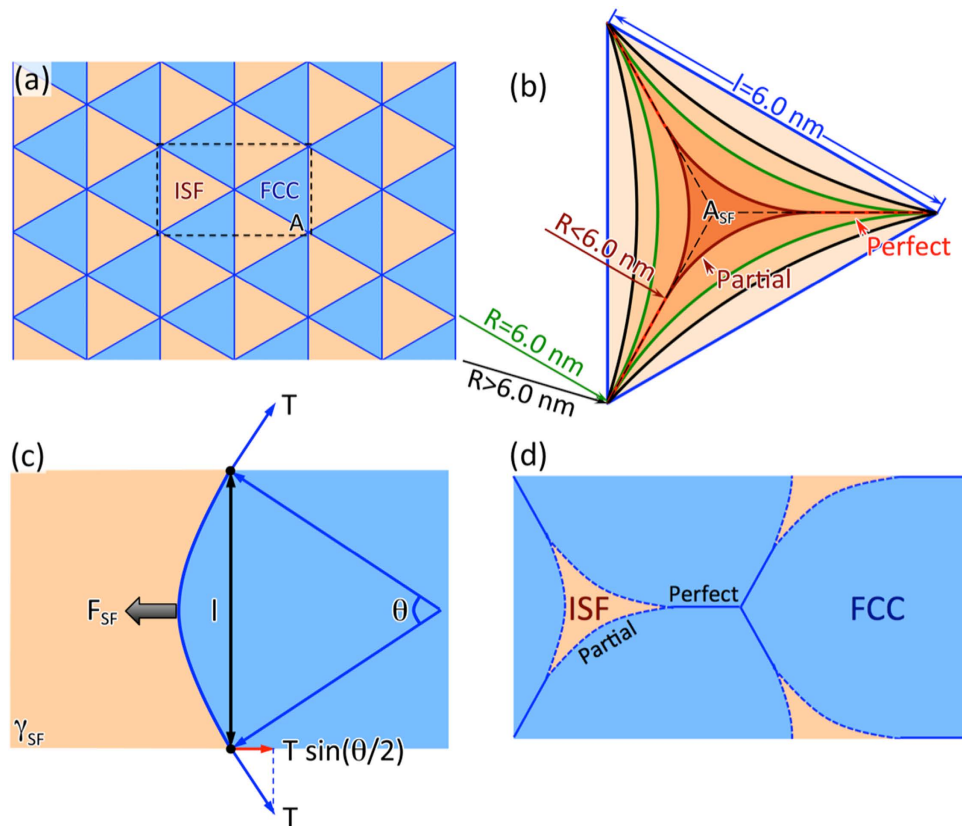 (a)
ISF
FCC
A
(b)
l=6.0 nm
A_SF
Perfect
Partial
R<6.0 nm
R=6.0 nm
R>6.0 nm
(c)
T
F_SF
l
θ
γ_SF
T sin(θ/2)
T
(d)
Perfect
ISF
Partial
FCC